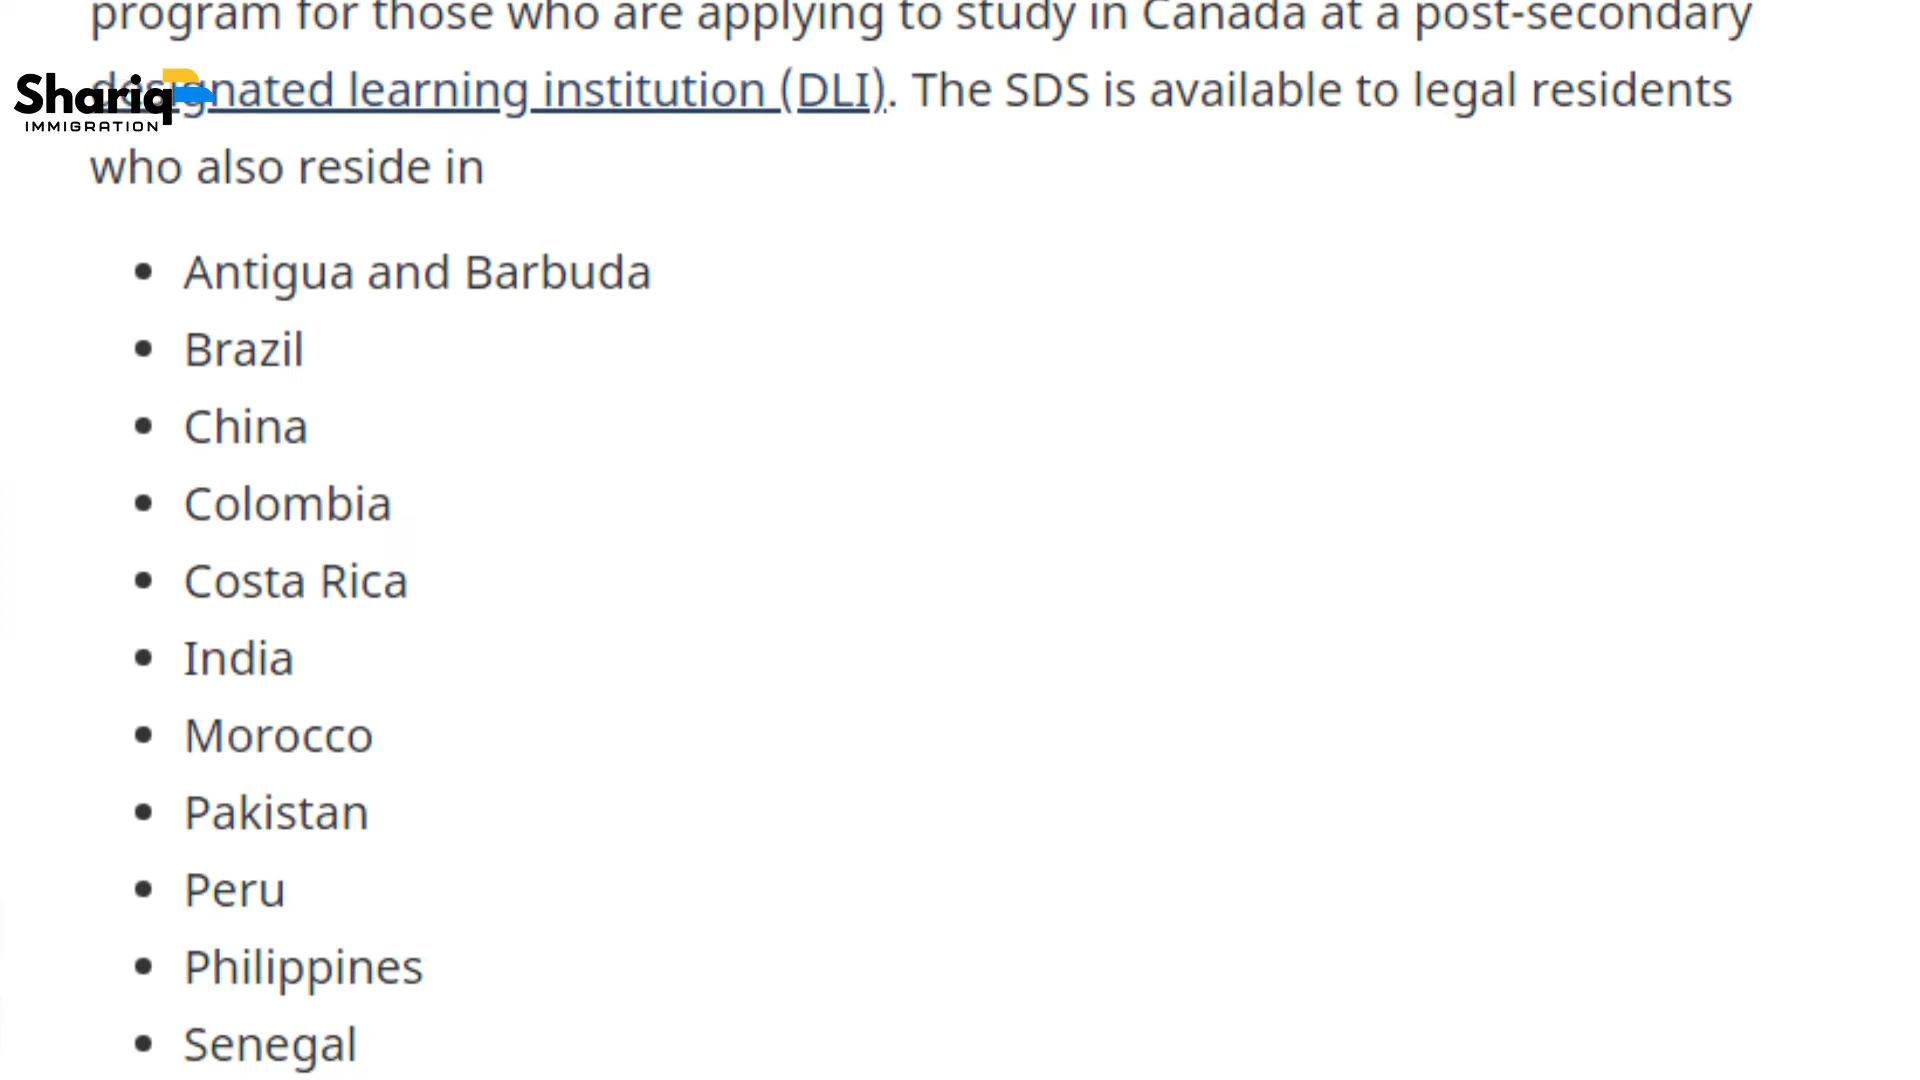 program for those who are applying to study in Canada at a post-secondary
Shariq
IMMIGRATION
designated learning institution (DLI). The SDS is available to legal residents
who also reside in
Antigua and Barbuda
Brazil
China
Colombia
Costa Rica
India
Morocco
Pakistan
Peru
Philippines
Senegal